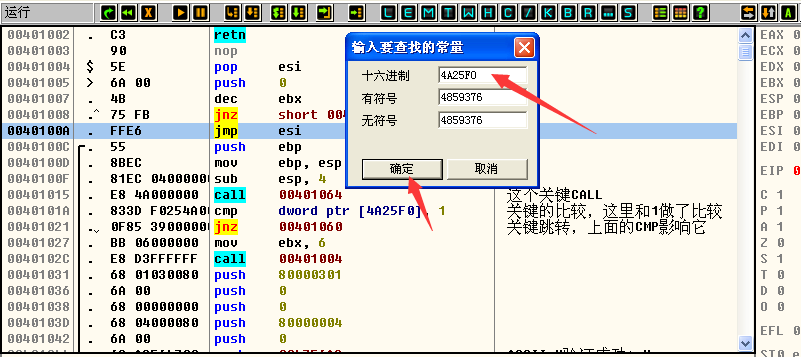 运行 L E M T W H C / K B R ... S
00401002 . C3 retn
00401003 90 nop
00401004 $ 5E pop esi
00401005 > 6A 00 push 0
00401007 . 4B dec ebx
00401008 .^ 75 FB jnz short 004
0040100A . FFE6 jmp esi
0040100C . 55 push ebp
0040100D . 8BEC mov ebp, esp
0040100F . 81EC 04000000 sub esp, 4
00401015 . E8 4A000000 call 00401064 这个关键CALL
0040101A . 833D F0254A00 cmp dword ptr [4A25F0], 1 关键的比较，这里和1做了比较
00401021 .⌄ 0F85 39000000 jnz 00401060 关键跳转，上面的CMP影响它
00401027 . BB 06000000 mov ebx, 6
0040102C . E8 D3FFFFFF call 00401004
00401031 . 68 01030080 push 80000301
00401036 . 6A 00 push 0
00401038 . 68 00000000 push 0
0040103D . 68 04000080 push 80000004
00401042 . 6A 00 push 0
输入要查找的常量
十六进制 4A25F0
有符号 4859376
无符号 4859376
确定 取消
EAX 0
ECX 0
EDX 0
EBX 0
ESP 0
EBP 0
ESI 0
EDI 0
EIP 0
C 1
P 1
A 1
Z 0
S 1
T 0
D 0
O 0
EFL 0
ST0 e